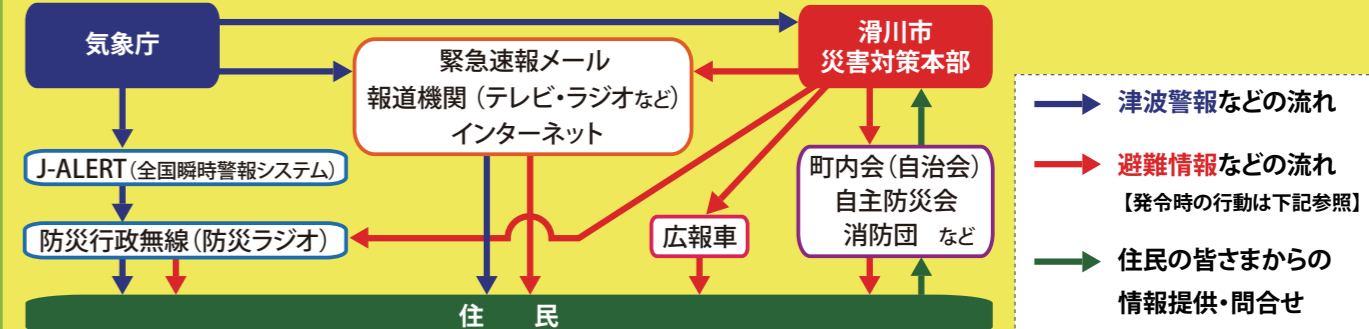 気象庁
滑川市
災害対策本部
緊急速報メール
報道機関（テレビ・ラジオなど）
インターネット
J-ALERT（全国瞬時警報システム）
防災行政無線（防災ラジオ）
広報車
町内会（自治会）
自主防災会
消防団 など
住 民
津波警報などの流れ
避難情報などの流れ
【発令時の行動は下記参照】
住民の皆さまからの
情報提供・問合せ